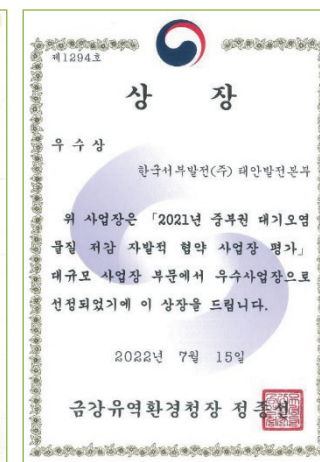 제1294호
상 장
우 수 상
한국서부발전(주) 태안발전본부
위 사업장은 「2021년 중부권 대기오염
물질 저감 자발적 협약 사업장 평가」
대규모 사업장 부문에서 우수사업장으로
선정되었기에 이 상장을 드립니다.
2022년 7월 15일
금강유역환경청장 정종선